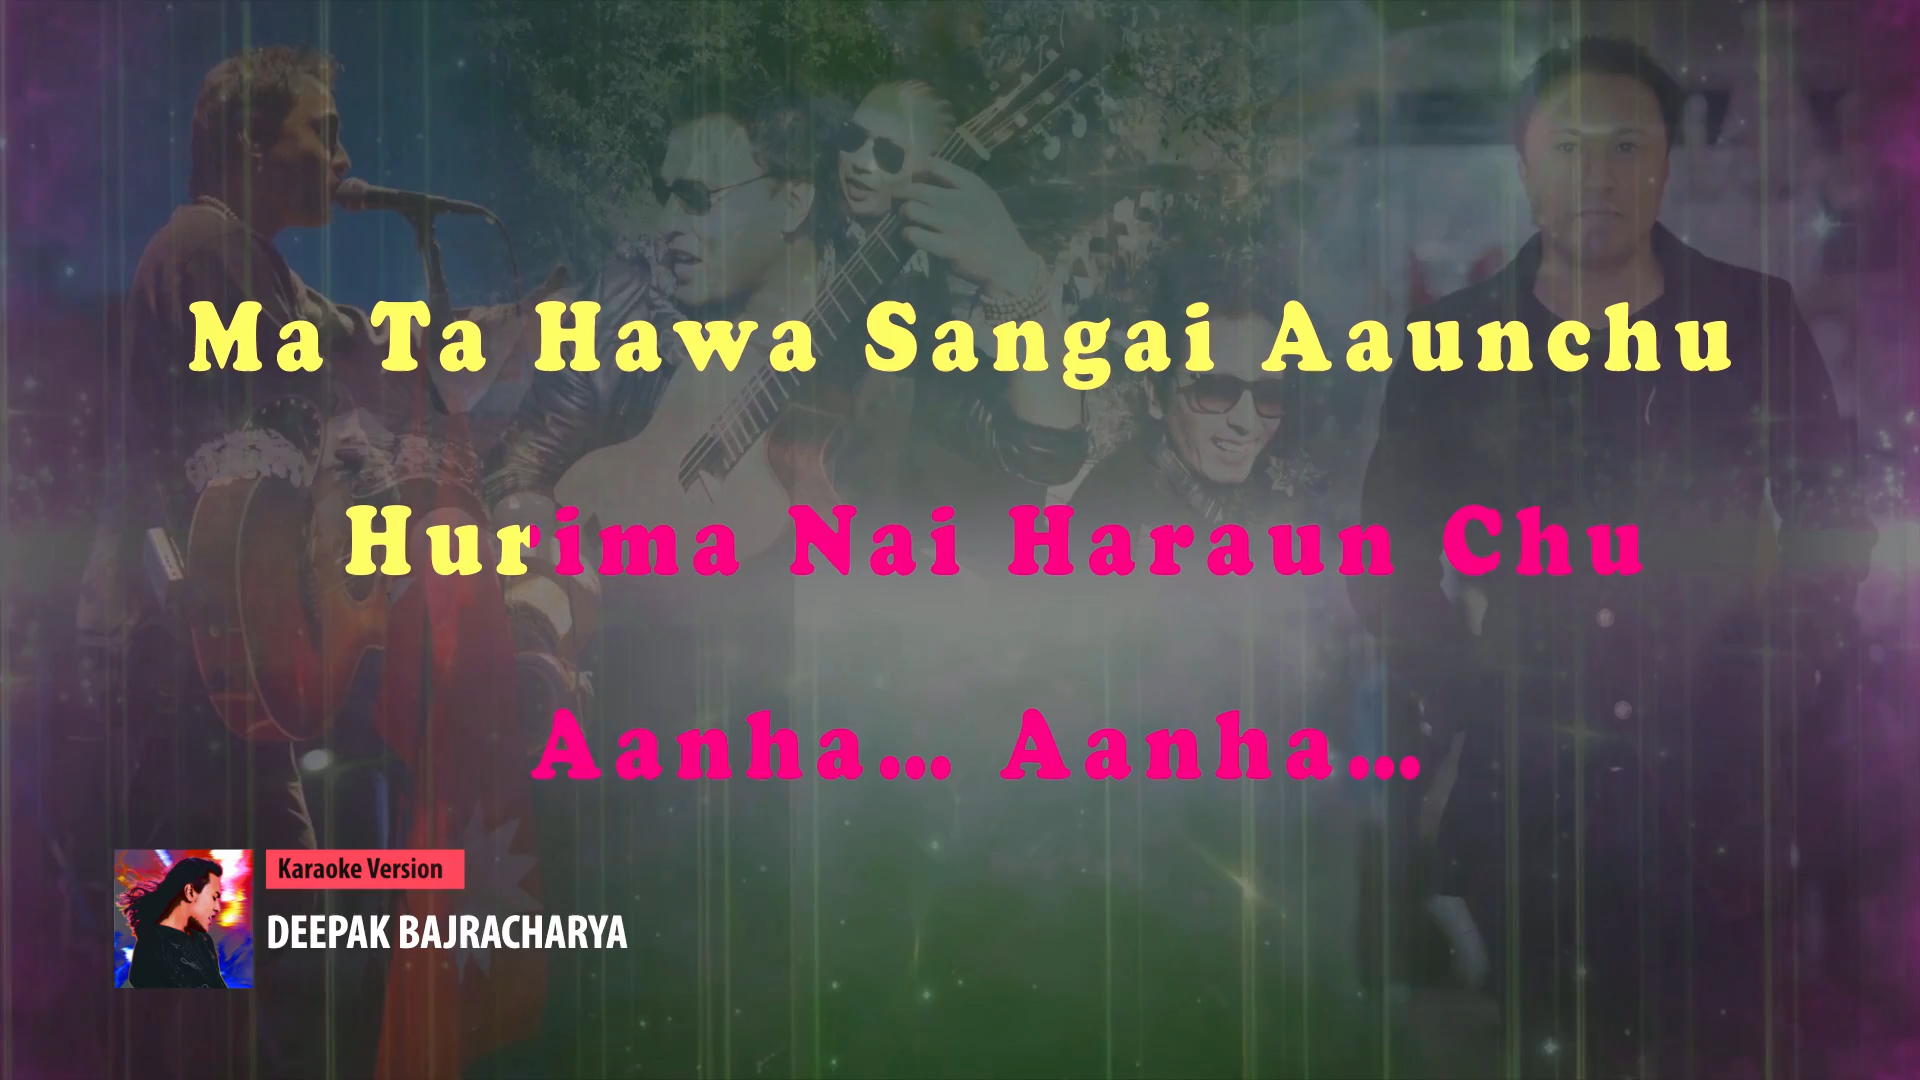 Ma Ta Hawa Sangai Aaunchu
Hurima Nai Haraun Chu
Aanha... Aanha...
Karaoke Version
DEEPAK BAJRACHARYA